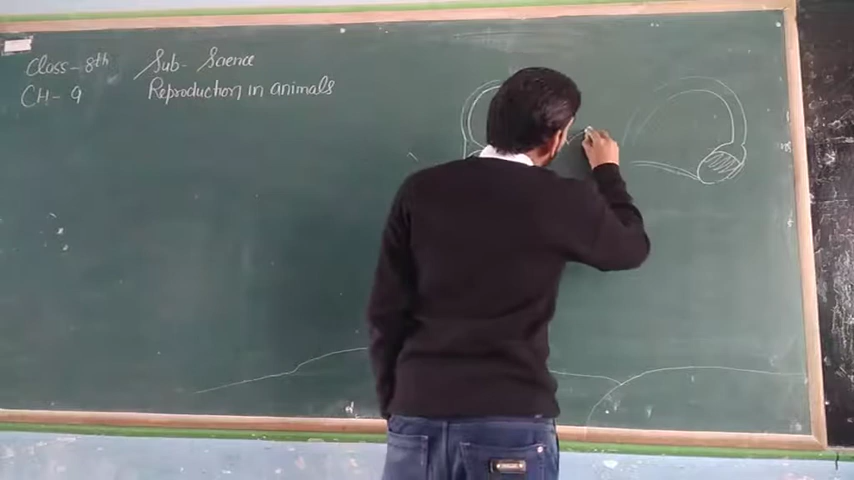 Class - 8th Sub - Science
CH - 9 Reproduction in Animals